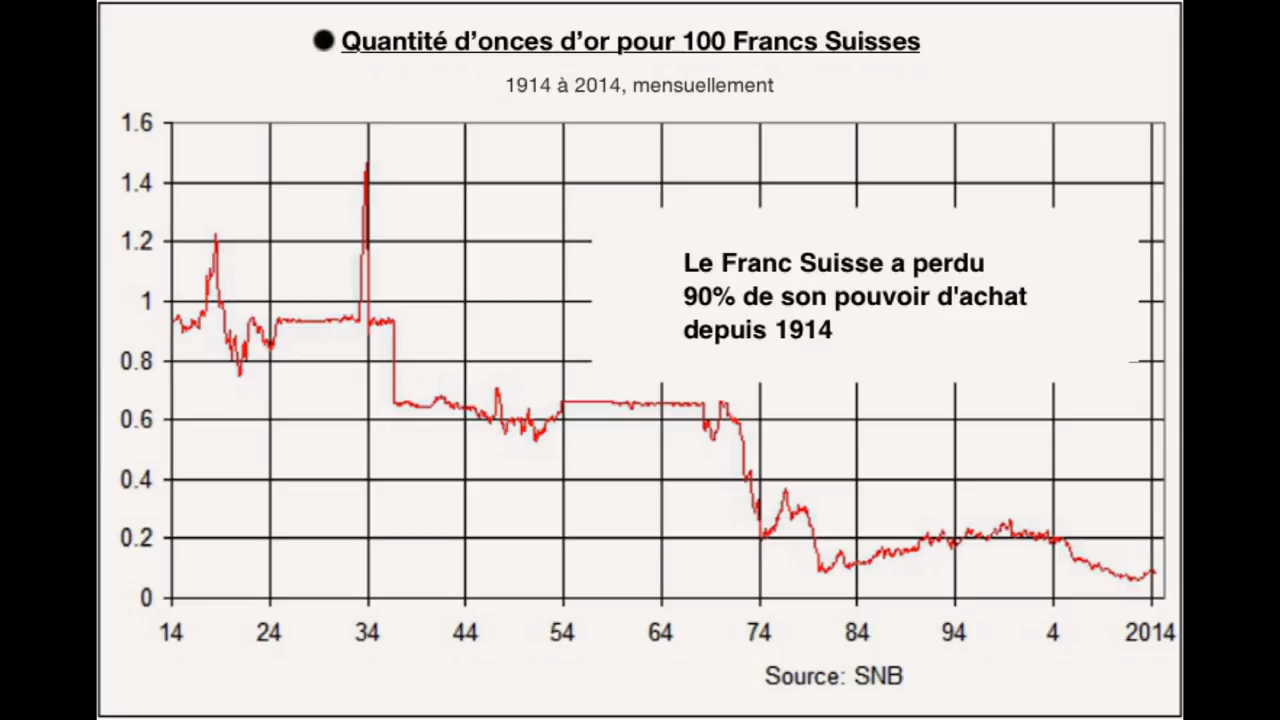 ● Quantité d’onces d’or pour 100 Francs Suisses
1914 à 2014, mensuellement
1.6
1.4
1.2
1
0.8
0.6
0.4
0.2
0
Le Franc Suisse a perdu
90% de son pouvoir d'achat
depuis 1914
14 24 34 44 54 64 74 84 94 4 2014
Source: SNB